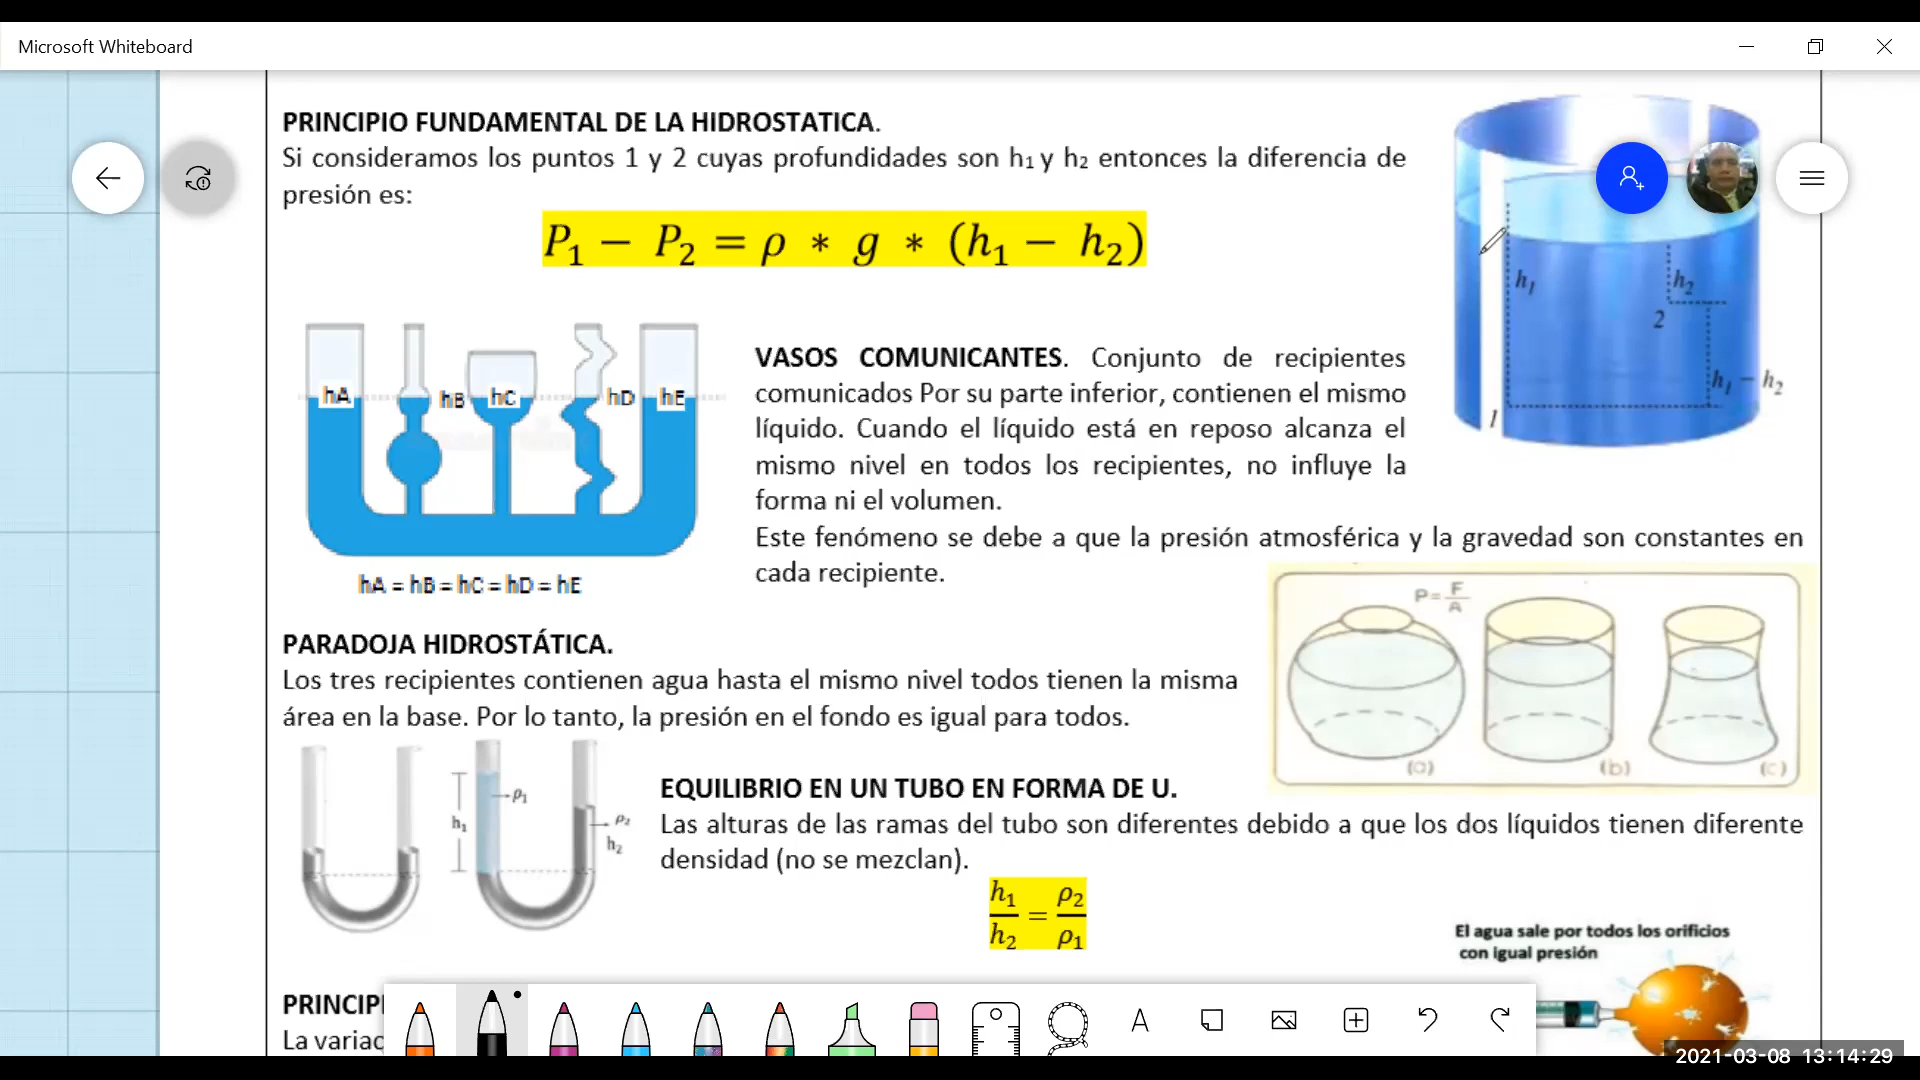 Microsoft Whiteboard
PRINCIPIO FUNDAMENTAL DE LA HIDROSTATICA.
Si consideramos los puntos 1 y 2 cuyas profundidades son h₁ y h₂ entonces la diferencia de
presión es:
P₁ − P₂ = ρ * g * (h₁ − h₂)
h₁
h₂
2
h₁ − h₂
1
hA
hB
hC
hD
hE
hA = hB = hC = hD = hE
VASOS COMUNICANTES. Conjunto de recipientes
comunicados Por su parte inferior, contienen el mismo
líquido. Cuando el líquido está en reposo alcanza el
mismo nivel en todos los recipientes, no influye la
forma ni el volumen.
Este fenómeno se debe a que la presión atmosférica y la gravedad son constantes en
cada recipiente.
P = F/A
(a)
(b)
(c)
PARADOJA HIDROSTÁTICA.
Los tres recipientes contienen agua hasta el mismo nivel todos tienen la misma
área en la base. Por lo tanto, la presión en el fondo es igual para todos.
h₁
ρ₁
ρ₂
h₂
EQUILIBRIO EN UN TUBO EN FORMA DE U.
Las alturas de las ramas del tubo son diferentes debido a que los dos líquidos tienen diferente
densidad (no se mezclan).
h₁/h₂ = ρ₂/ρ₁
El agua sale por todos los orificios
con igual presión
PRINCIPI
La variac
A
2021-03-08 13:14:29